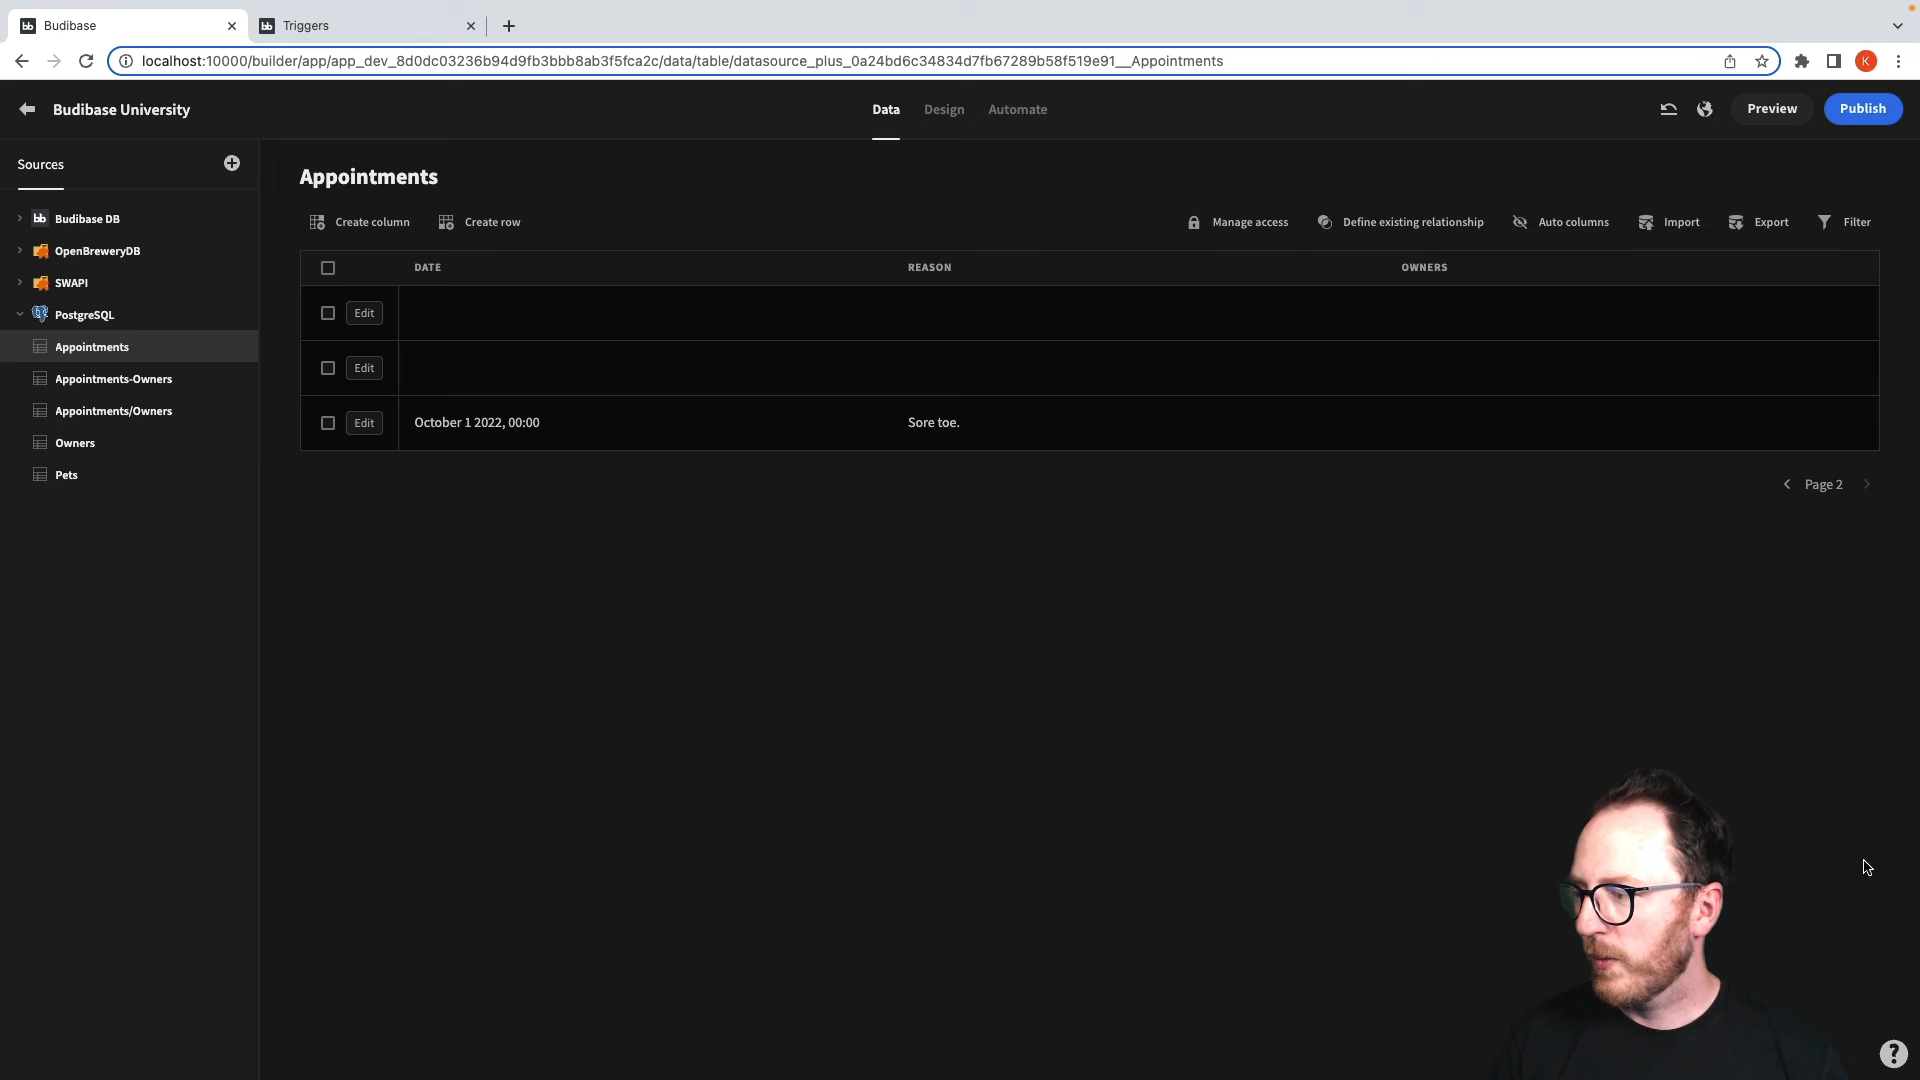 bb Budibase
bb Triggers
localhost:10000/builder/app/app_dev_8d0dc03236b94d9fb3bbb8ab3f5fca2c/data/table/datasource_plus_0a24bd6c34834d7fb67289b58f519e91__Appointments
K
Budibase University
Data
Design
Automate
Preview
Publish
Sources
bb Budibase DB
OpenBreweryDB
SWAPI
PostgreSQL
Appointments
Appointments-Owners
Appointments/Owners
Owners
Pets
Appointments
Create column
Create row
Manage access
Define existing relationship
Auto columns
Import
Export
Filter
DATE REASON OWNERS
Edit
Edit
Edit October 1 2022, 00:00 Sore toe.
Page 2
?